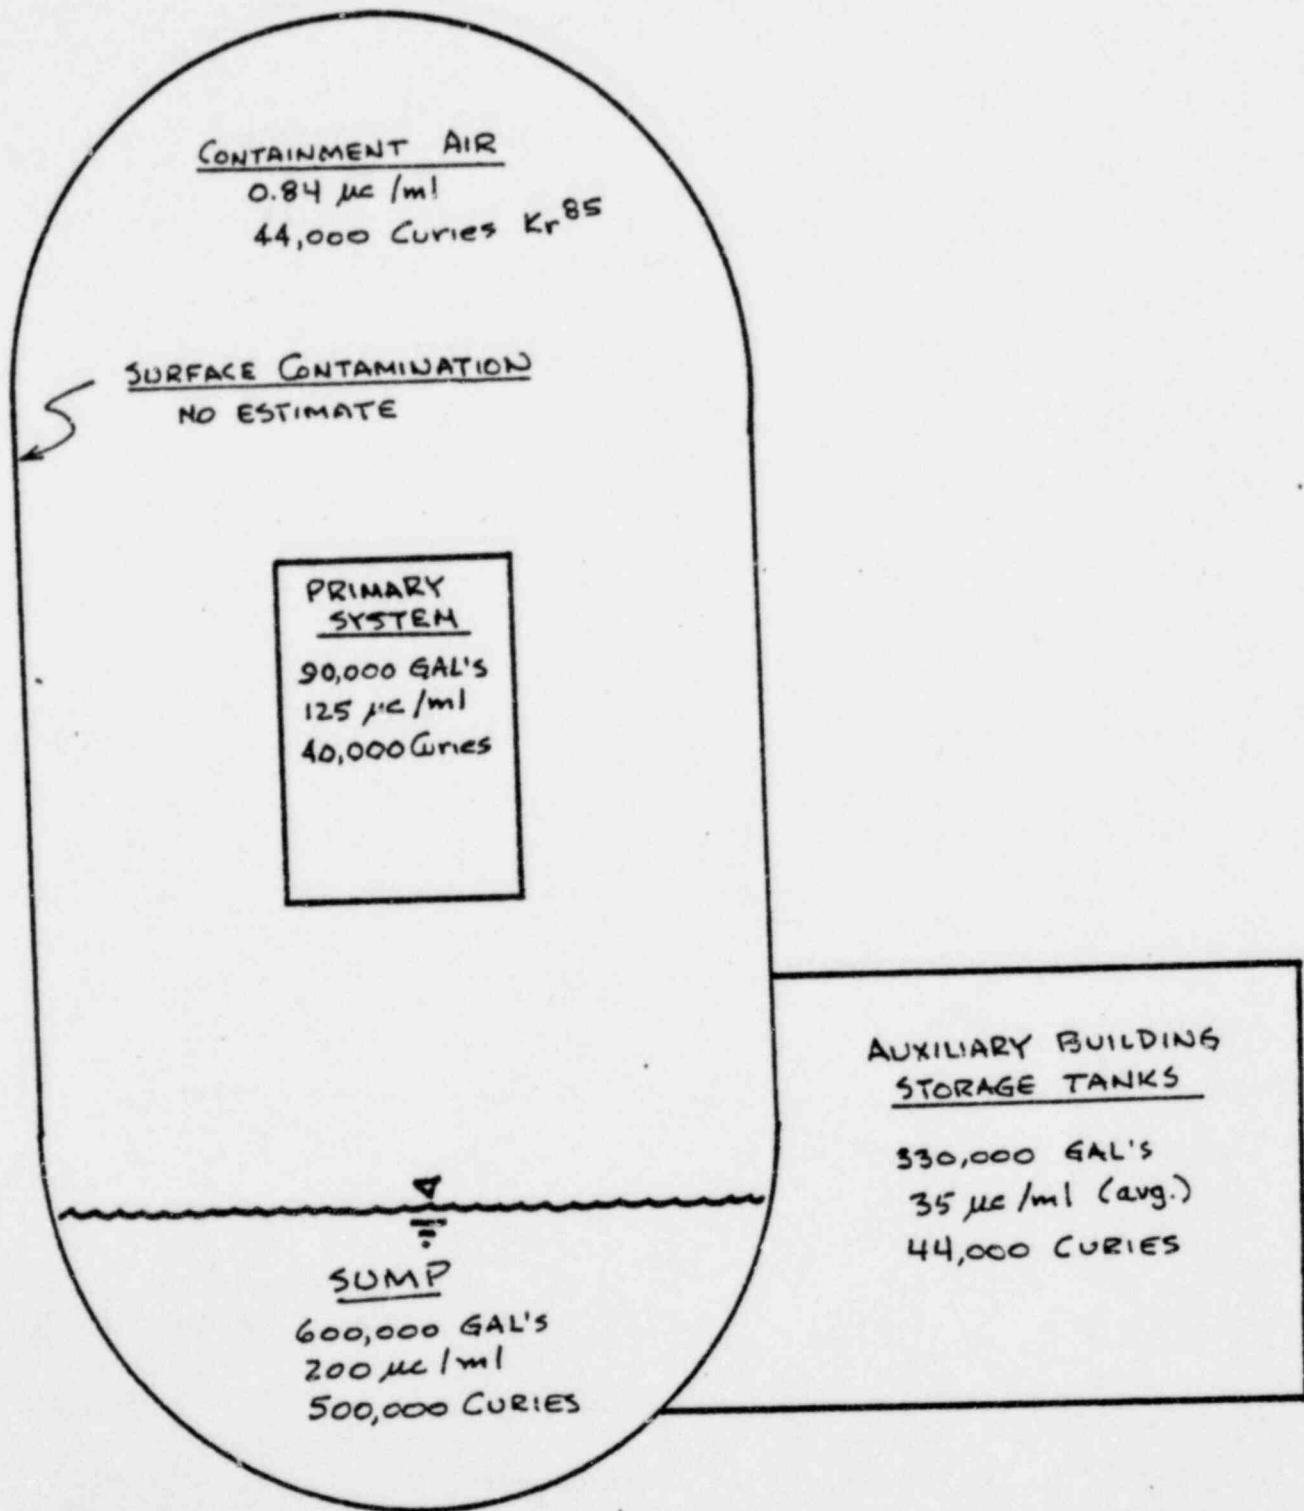 CONTAINMENT AIR
0.84 µc/ml
44,000 Curies Kr85
SURFACE CONTAMINATION
NO ESTIMATE
PRIMARY
SYSTEM
90,000 GAL'S
125 µc/ml
40,000 Curies
AUXILIARY BUILDING
STORAGE TANKS
330,000 GAL'S
35 µc/ml (avg.)
44,000 CURIES
SUMP
600,000 GAL'S
200 µc/ml
500,000 CURIES